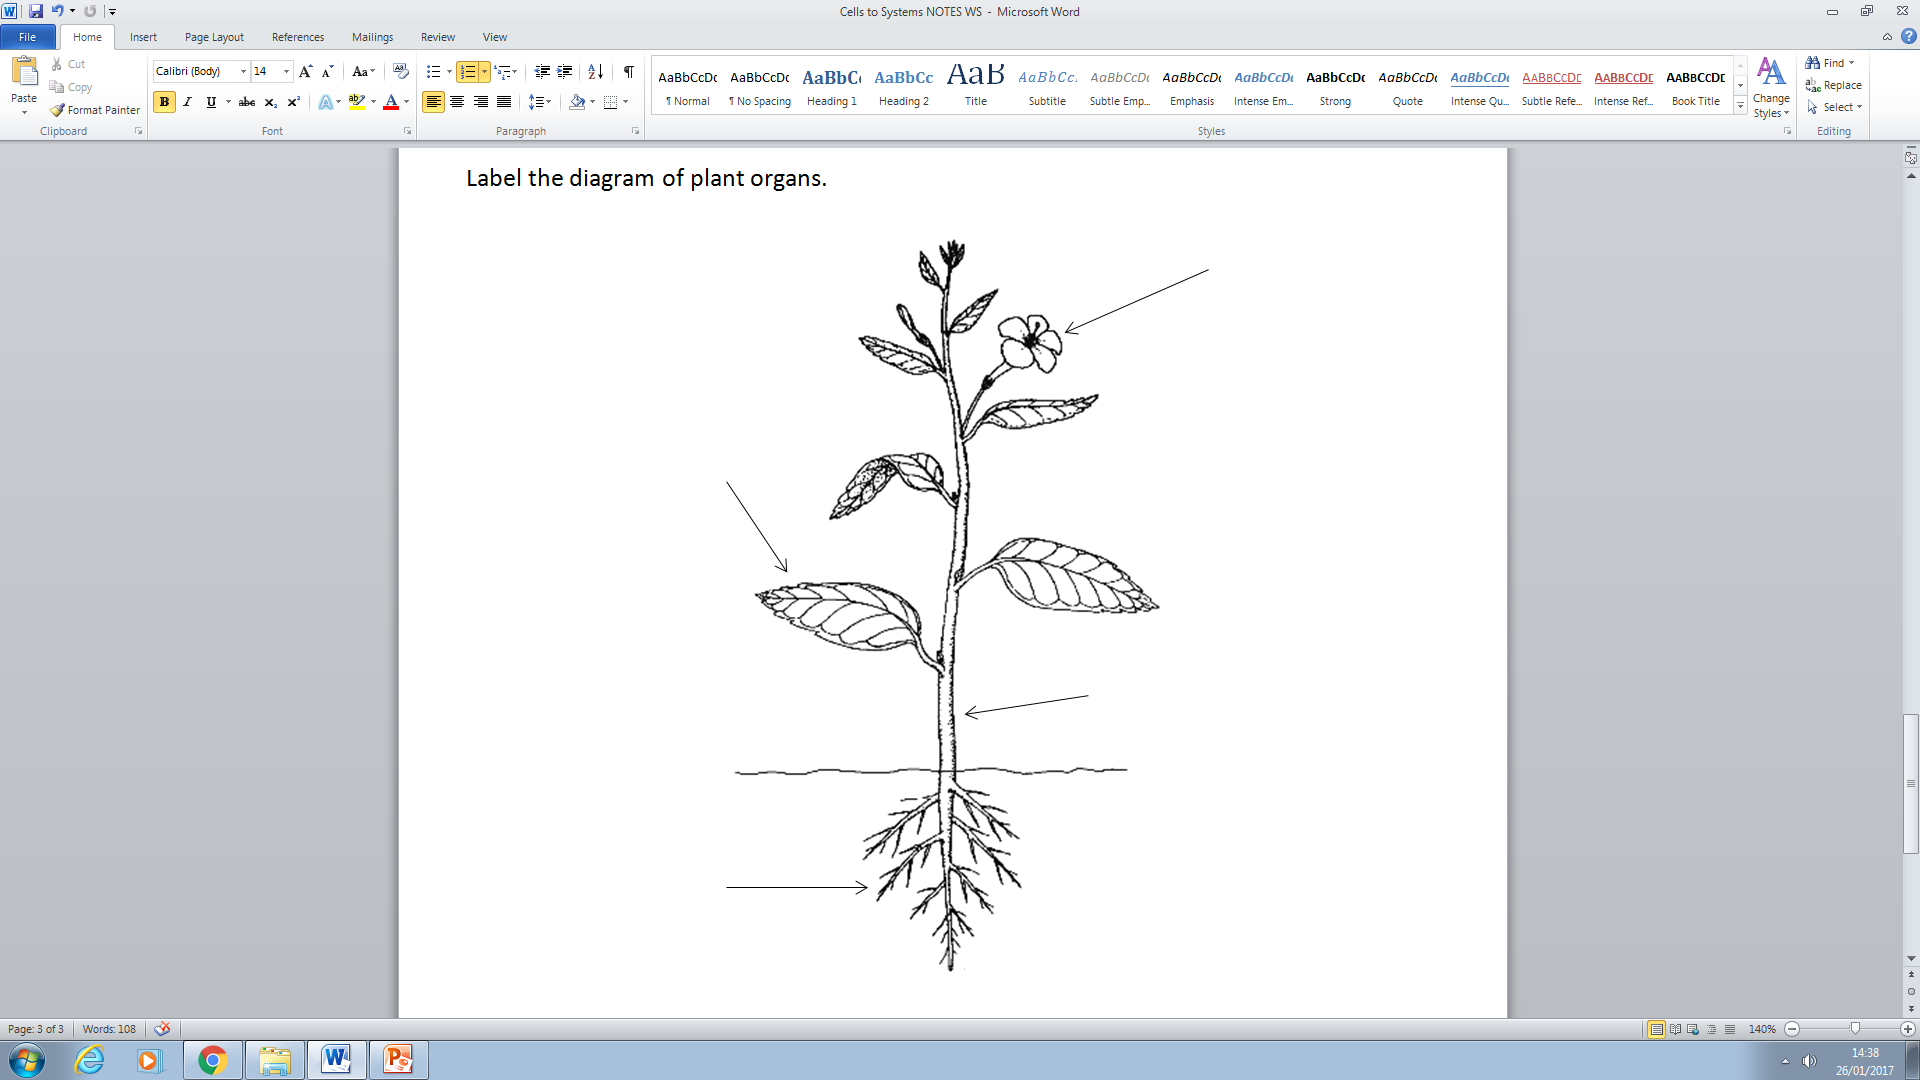 Cells to Systems NOTES WS - Microsoft Word
File Home Insert Page Layout References Mailings Review View
Paste
Cut
Copy
Format Painter
Clipboard
Calibri (Body) 14
Font
Paragraph
AaBbCcDc AaBbCcDc AaBbC AaBbCc AaB AaBbCc. AaBbCcDc AaBbCcDc AaBbCcDc AaBbCcDc AaBbCcDc AaBbCcDc AABBCCDE AABBCCDE AABBCCDE
¶ Normal ¶ No Spacing Heading 1 Heading 2 Title Subtitle Subtle Emp... Emphasis Intense Em... Strong Quote Intense Qu... Subtle Refe... Intense Ref... Book Title
Change
Styles
Styles
Find
Replace
Select
Editing
Label the diagram of plant organs.
Page: 3 of 3 Words: 108
140%
14:38
26/01/2017